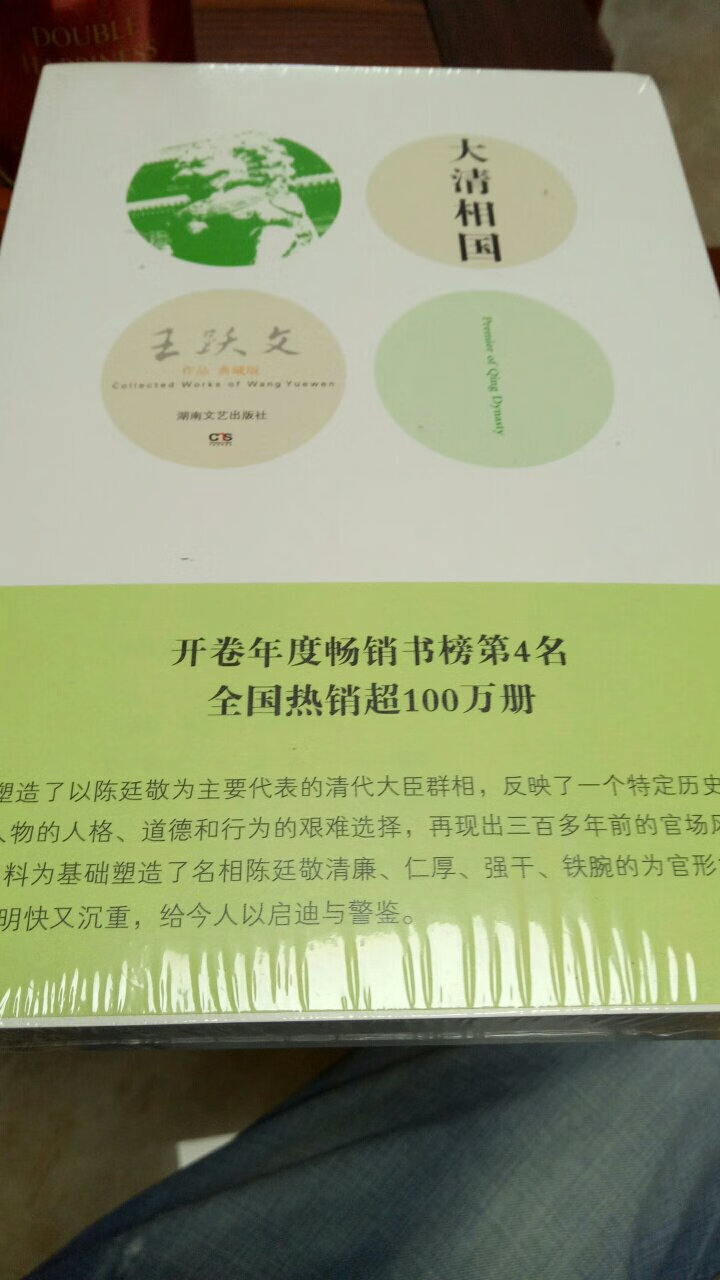 DOUBLE
HAPPINESS
大清相国
王跃文
作品 典藏版
Collected Works of Wang Yuewen
湖南文艺出版社
Premier of Qing Dynasty
开卷年度畅销书榜第4名
全国热销超100万册
塑造了以陈廷敬为主要代表的清代大臣群相，反映了一个特定历史
人物的人格、道德和行为的艰难选择，再现出三百多年前的官场风
料为基础塑造了名相陈廷敬清廉、仁厚、强干、铁腕的为官形
明快又沉重，给今人以启迪与警鉴。